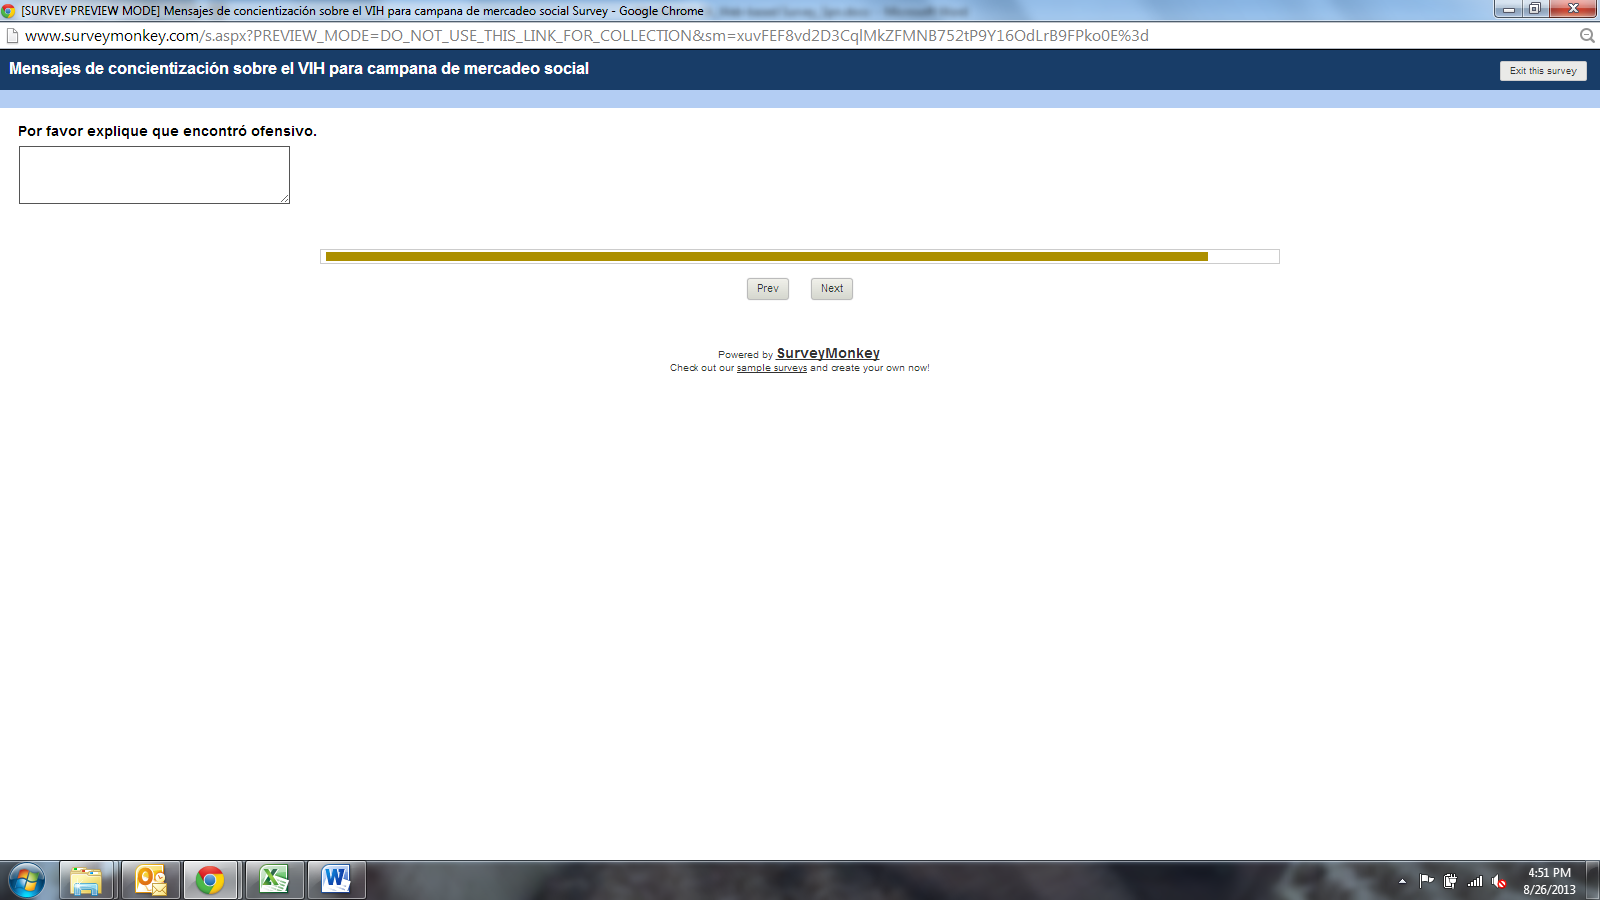 [SURVEY PREVIEW MODE] Mensajes de concientización sobre el VIH para campana de mercadeo social Survey - Google Chrome
www.surveymonkey.com/s.aspx?PREVIEW_MODE=DO_NOT_USE_THIS_LINK_FOR_COLLECTION&sm=xuvFEF8vd2D3CqlMkZFMNB752tP9Y16OdLrB9FPko0E%3d
Mensajes de concientización sobre el VIH para campana de mercadeo social
Exit this survey
Por favor explique que encontró ofensivo.
Prev Next
Powered by SurveyMonkey
Check out our sample surveys and create your own now!
4:51 PM
8/26/2013